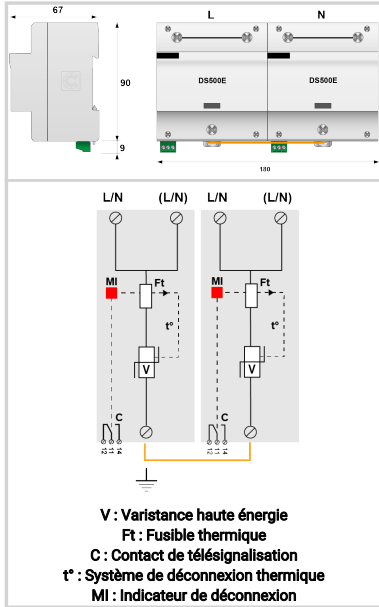 67
L N
90
DS500E DS500E
9
180
L/N (L/N) L/N (L/N)
MI Ft MI Ft
t° t°
V V
C C
12 11 14 12 11 14
V : Varistance haute énergie
Ft : Fusible thermique
C : Contact de télésignalisation
t° : Système de déconnexion thermique
MI : Indicateur de déconnexion